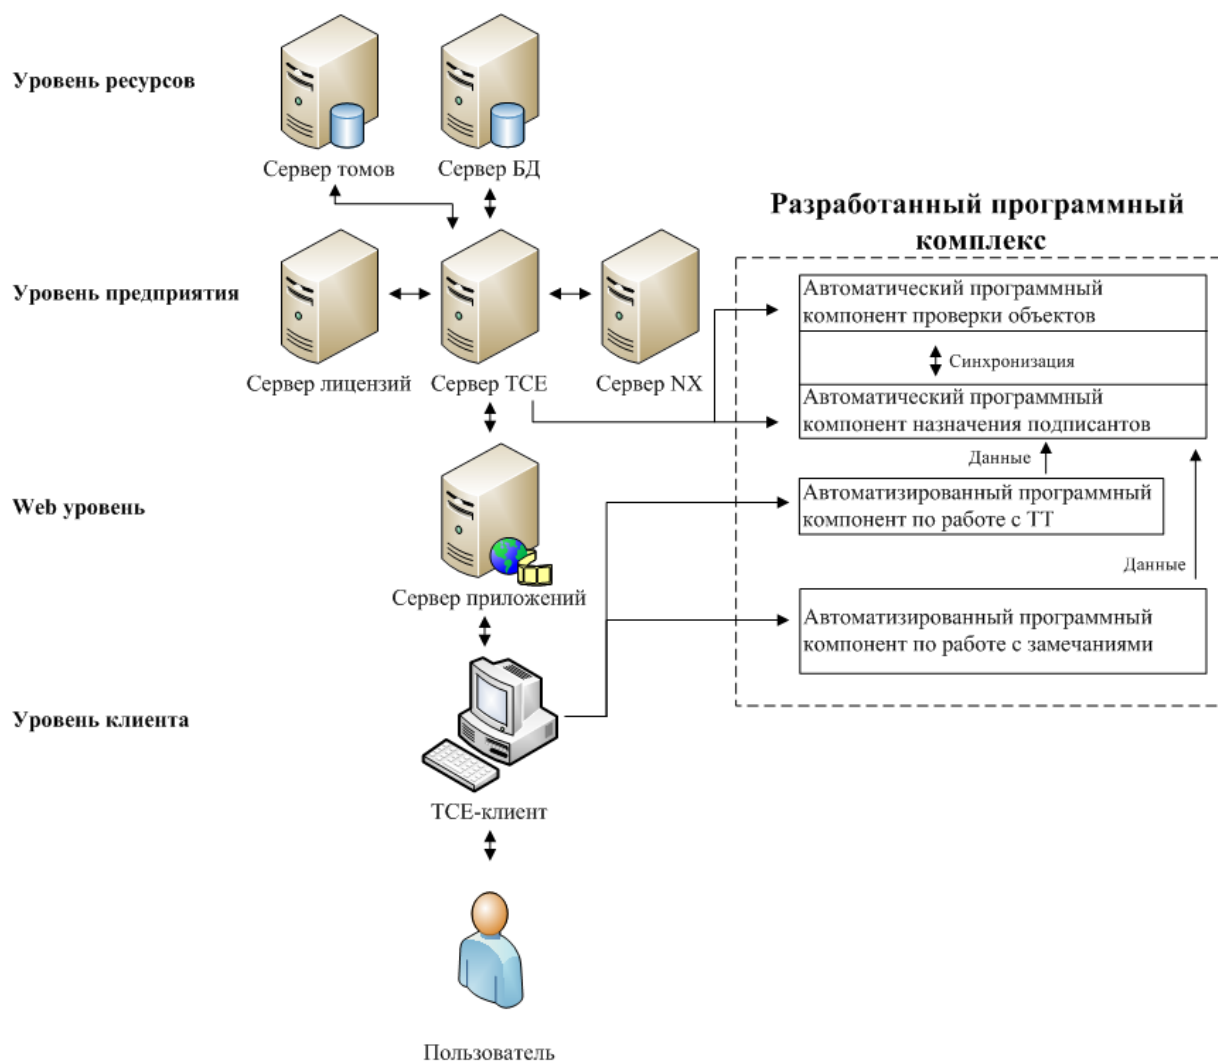 Уровень ресурсов
Сервер томов
Сервер БД
Разработанный программный
комплекс
Уровень предприятия
Сервер лицензий
Сервер TCE
Сервер NX
Автоматический программный
компонент проверки объектов
Синхронизация
Автоматический программный
компонент назначения подписантов
Данные
Web уровень
Сервер приложений
Автоматизированный программный
компонент по работе с ТТ
Данные
Автоматизированный программный
компонент по работе с замечаниями
Уровень клиента
TCE-клиент
Пользователь